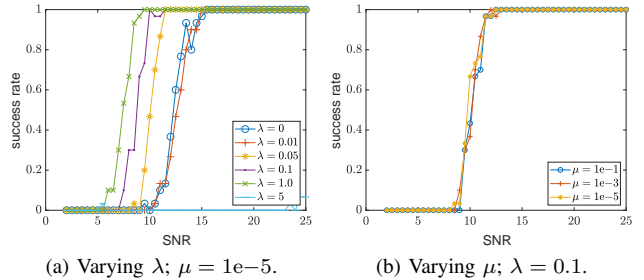 1
0.8
0.6
0.4
0.2
0
success rate
0 5 10 15 20 25
SNR
λ = 0
λ = 0.01
λ = 0.05
λ = 0.1
λ = 1.0
λ = 5
(a) Varying λ; μ = 1e−5.
1
0.8
0.6
0.4
0.2
0
success rate
0 5 10 15 20 25
SNR
μ = 1e−1
μ = 1e−3
μ = 1e−5
(b) Varying μ; λ = 0.1.